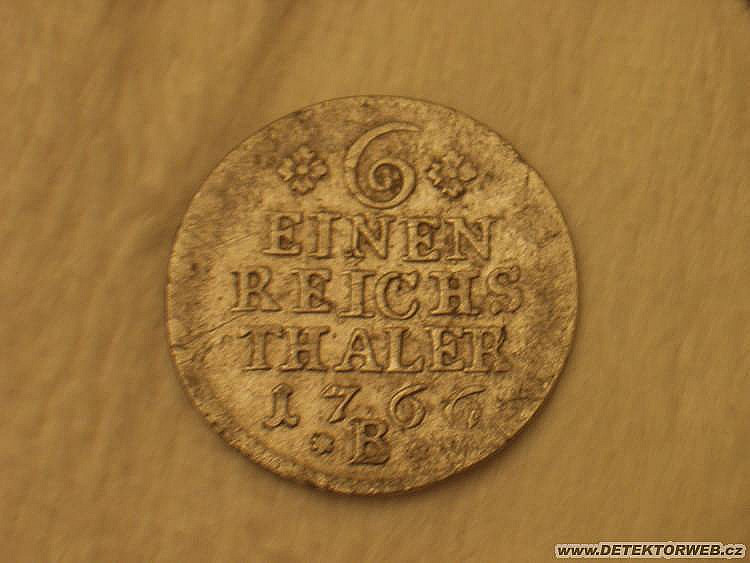 6
EINEN
REICHS
THALER
1766
B
www.DETEKTORWEB.cz